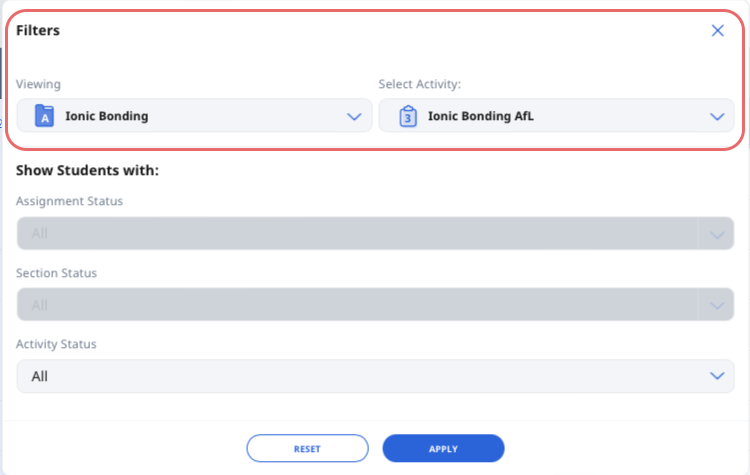 Filters
Viewing Select Activity:
A Ionic Bonding 3 Ionic Bonding AfL
Show Students with:
Assignment Status
All
Section Status
All
Activity Status
All
RESET APPLY